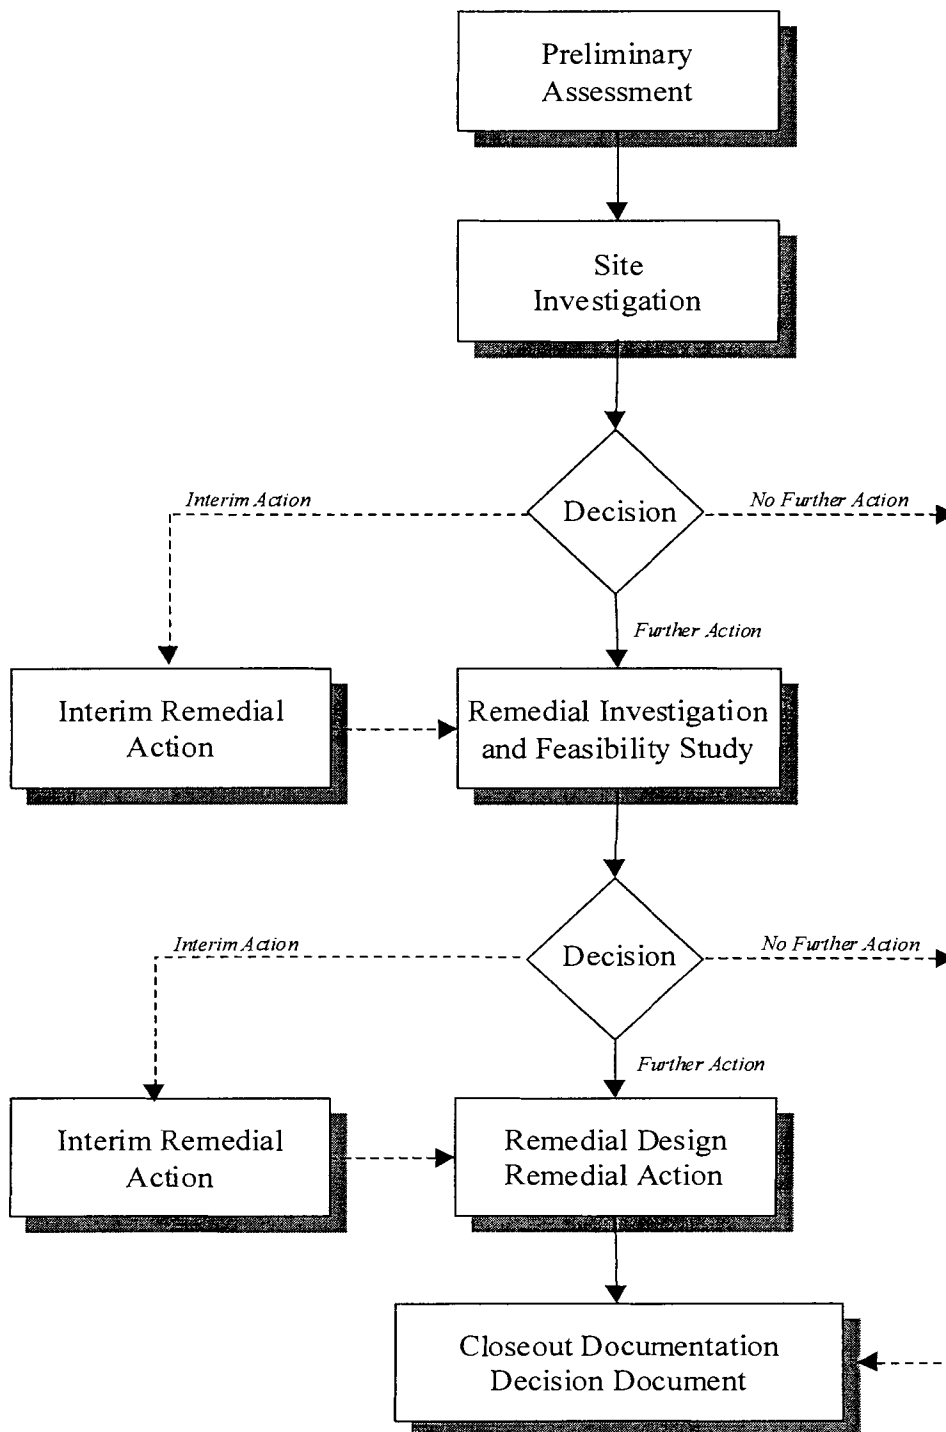 Preliminary
Assessment
Site
Investigation
Interim Action
Decision
No Further Action
Further Action
Interim Remedial
Action
Remedial Investigation
and Feasibility Study
Interim Action
Decision
No Further Action
Further Action
Interim Remedial
Action
Remedial Design
Remedial Action
Closeout Documentation
Decision Document